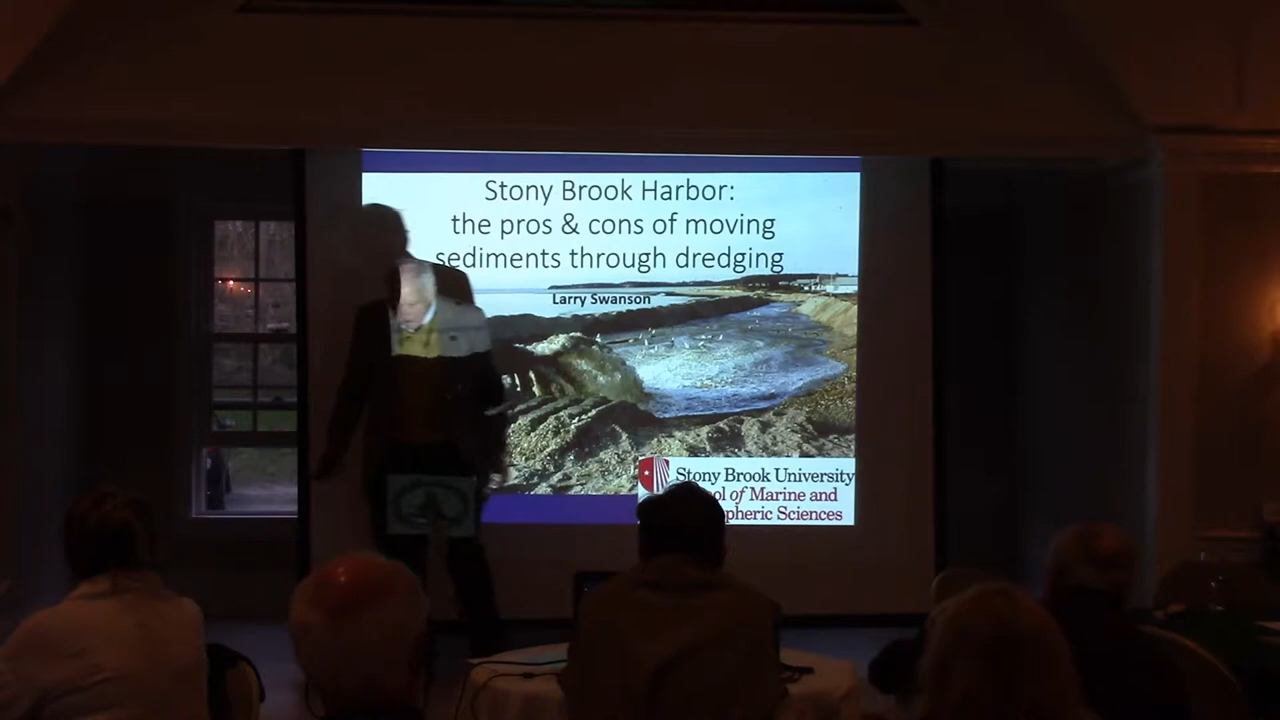 Stony Brook Harbor:
the pros & cons of moving
sediments through dredging
Larry Swanson
Stony Brook University
of Marine and
Sciences